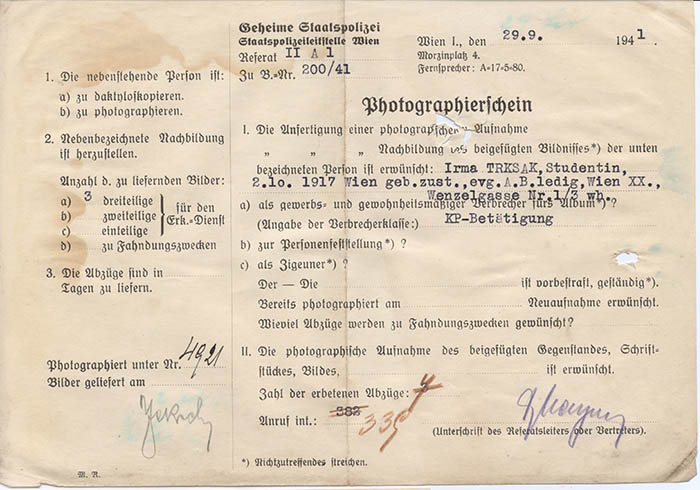 Geheime Staatspolizei
Staatspolizeileitstelle Wien
Referat II A 1
Zu B.-Nr. 200/41
Wien I., den 29.9. 1941.
Morzinplatz 4.
Fernsprecher: A=17=5=80.
1. Die nebenstehende Person ist:
a) zu daktyloskopieren.
b) zu photographieren.
2. Nebenbezeichnete Nachbildung
ist herzustellen.
Anzahl d. zu liefernden Bilder:
a) 3 dreiteilige
b) zweiteilige
c) einteilige
für den
Erk.=Dienst
d) zu Fahndungszwecken
3. Die Abzüge sind in
Tagen zu liefern.
Photographiert unter Nr. 4921
Bilder geliefert am
M. A.
Photographierschein
I. Die Anfertigung einer photographischen Aufnahme
„ „ „ Nachbildung des beigefügten Bildnisses*) der unten
bezeichneten Person ist erwünscht: Irma TRKSAK, Studentin,
2.lo. 1917 Wien geb.zust.,evg.A.B.ledig,Wien XX.,
Wenzelgasse Nr.1/3 wh.
a) als gewerbs= und gewohnheitsmäßiger Verbrecher fürs Album*)?
(Angabe der Verbrecherklasse:) KP-Betätigung
b) zur Personenfeststellung*)?
c) als Zigeuner*)?
Der — Die ist vorbestraft, geständig*).
Bereits photographiert am Neuaufnahme erwünscht.
Wieviel Abzüge werden zu Fahndungszwecken gewünscht?
II. Die photographische Aufnahme des beigefügten Gegenstandes, Schrift=
stückes, Bildes, ist erwünscht.
Zahl der erbetenen Abzüge:
Anruf int.: 382 335
(Unterschrift des Referatsleiters oder Vertreters).
*) Nichtzutreffendes streichen.